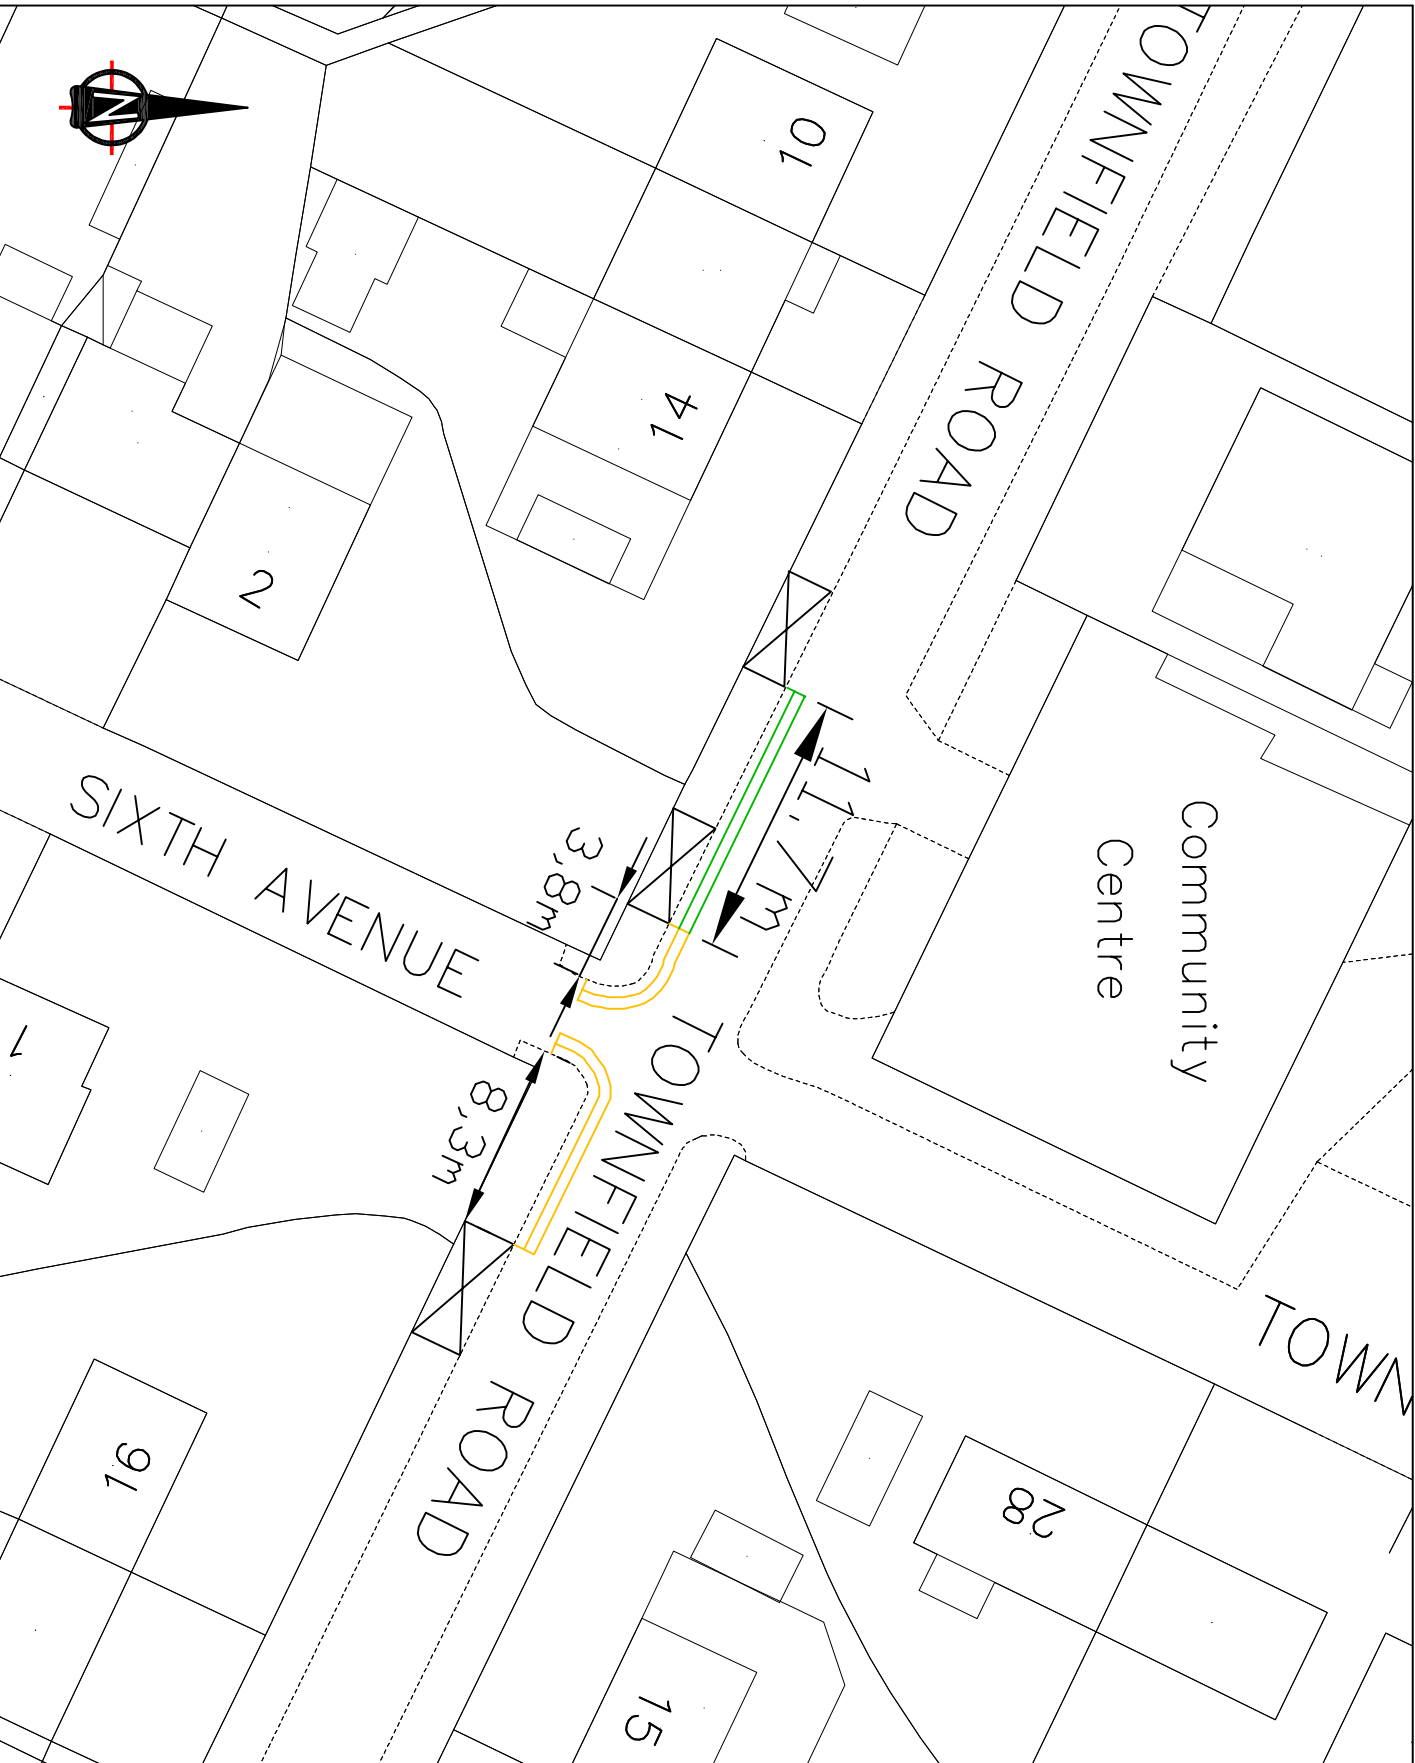 TOWNFIELD ROAD
N
10
14
2
11.7m
Community
Centre
SIXTH AVENUE
3.8m
8.3m
1
TOWNFIELD ROAD
TOWN
16
28
15